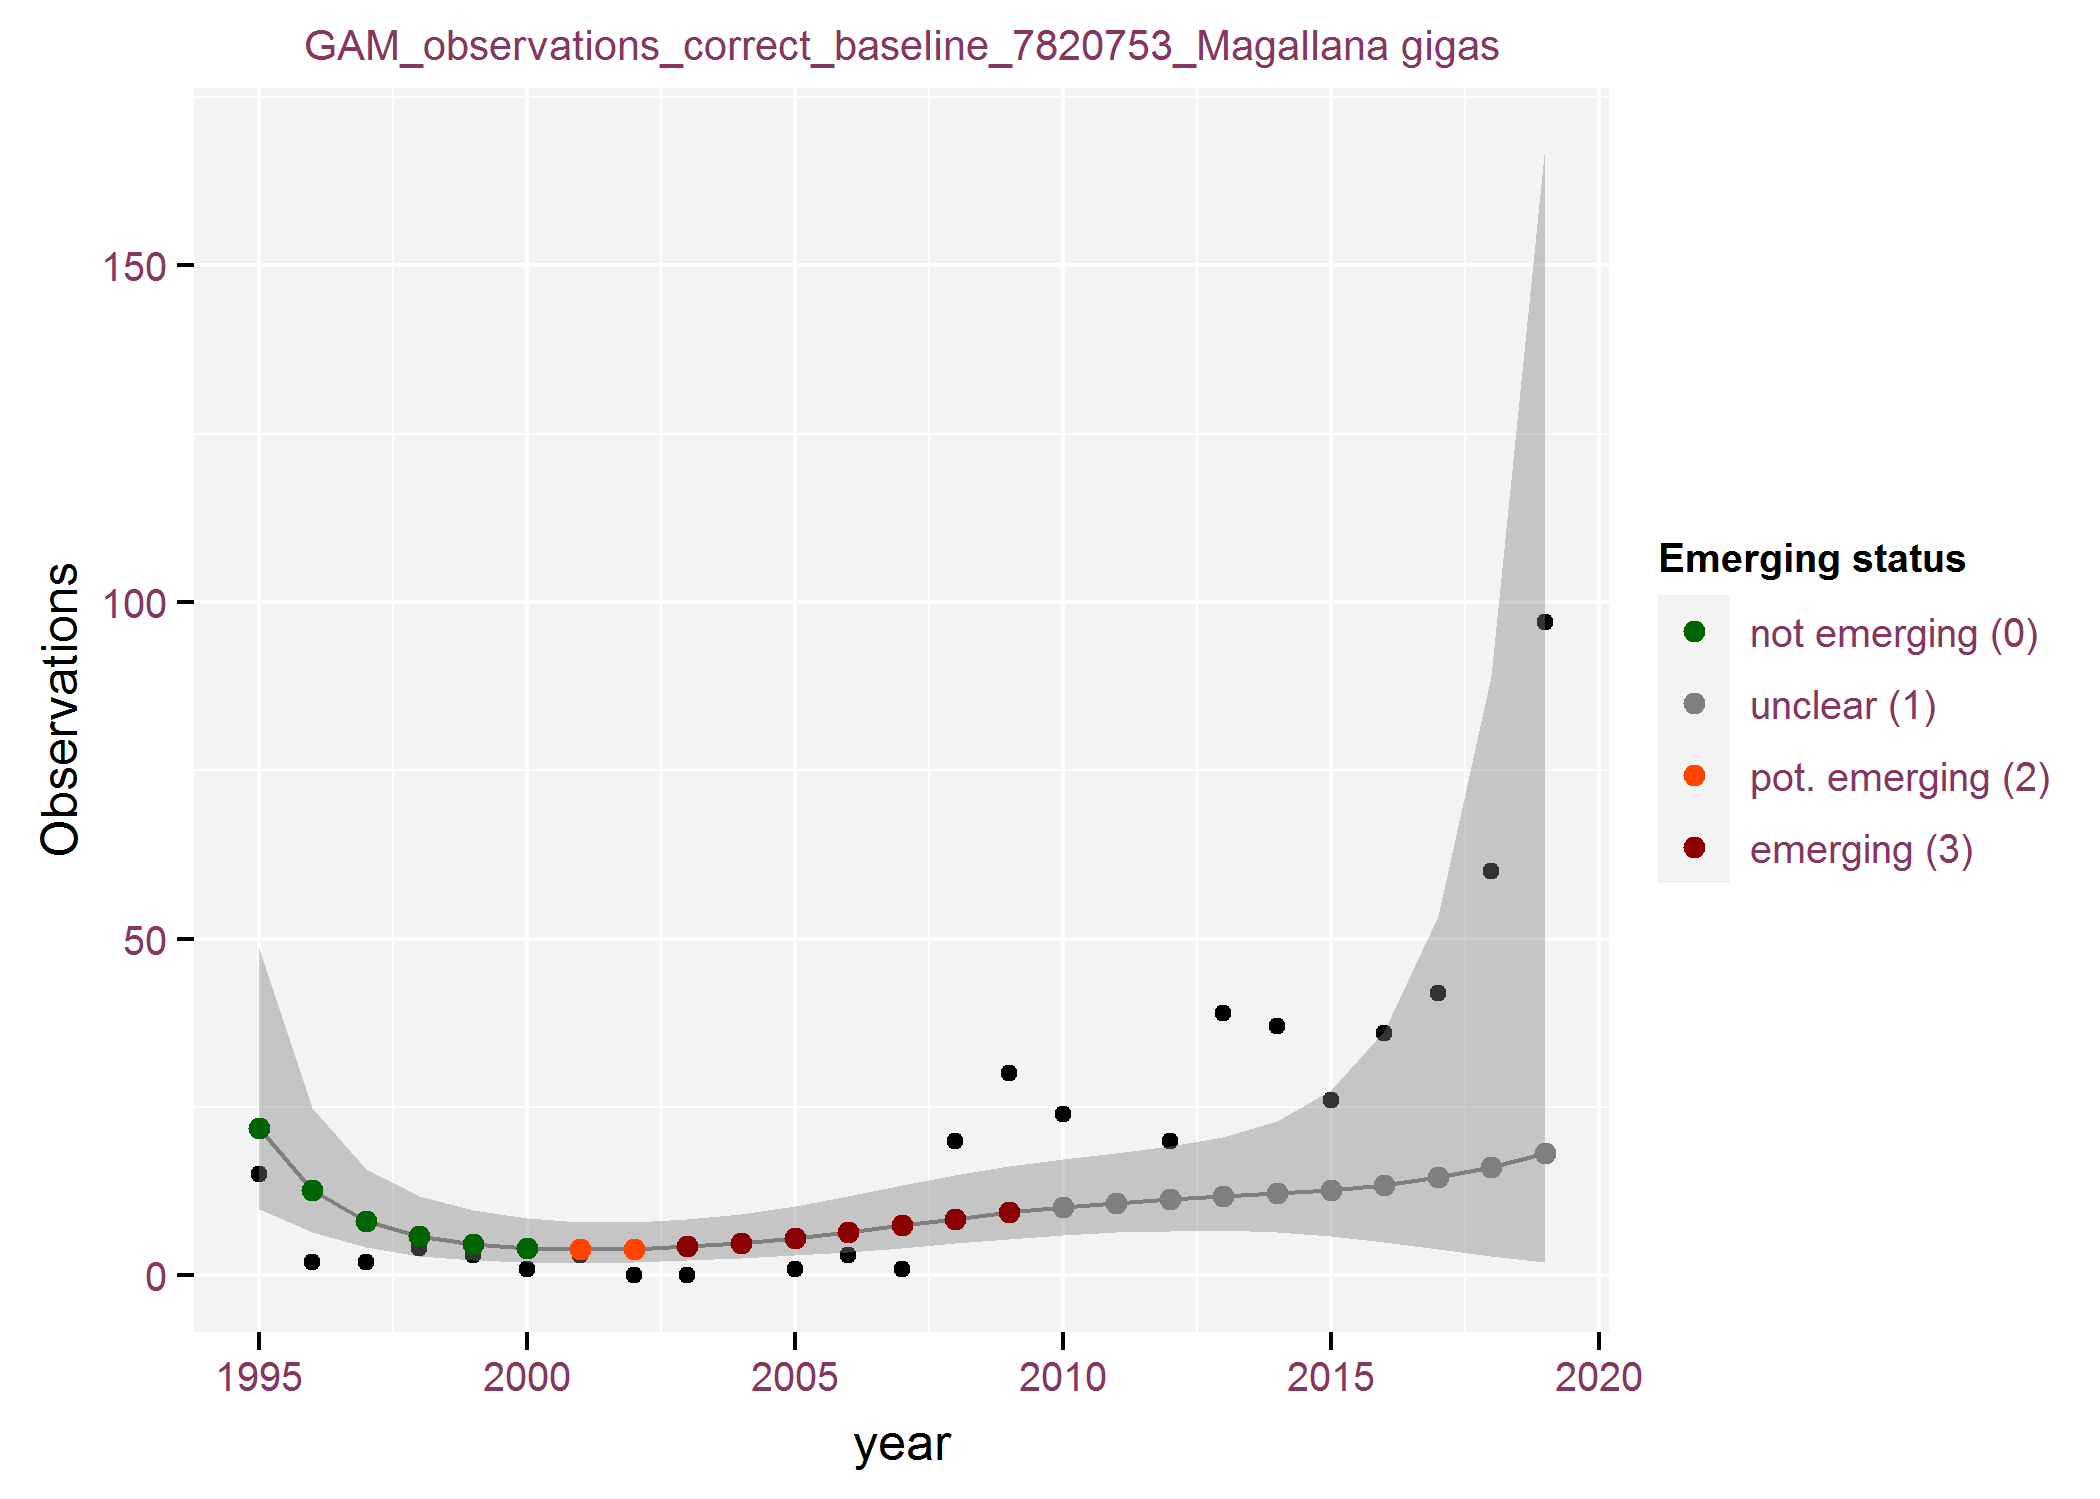 GAM_observations_correct_baseline_7820753_Magallana gigas
Observations
150
100
50
0
1995 2000 2005 2010 2015 2020
year
Emerging status
not emerging (0)
unclear (1)
pot. emerging (2)
emerging (3)